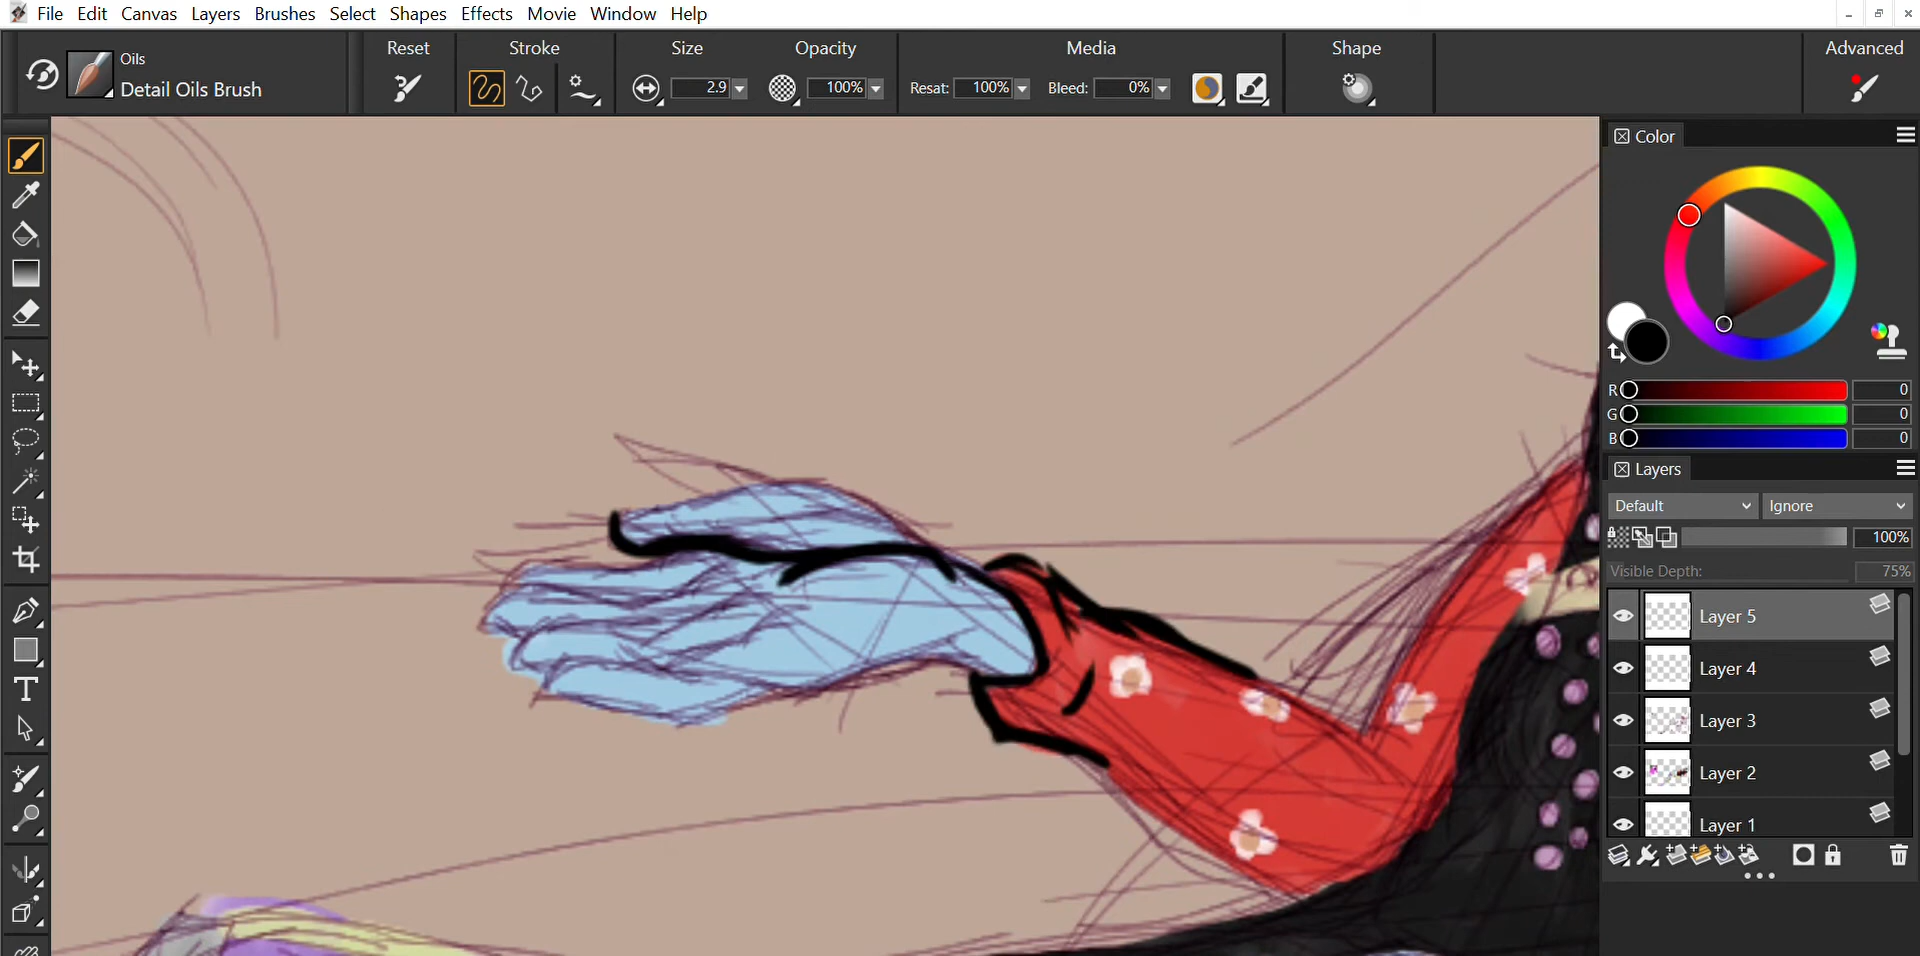 File Edit Canvas Layers Brushes Select Shapes Effects Movie Window Help
Oils
Detail Oils Brush
Reset
Stroke
Size
2.9
Opacity
100%
Media
Resat: 100% Bleed: 0%
Shape
Advanced
Color
R 0
G 0
B 0
Layers
Default Ignore
100%
Visible Depth: 75%
Layer 5
Layer 4
Layer 3
Layer 2
Layer 1
T